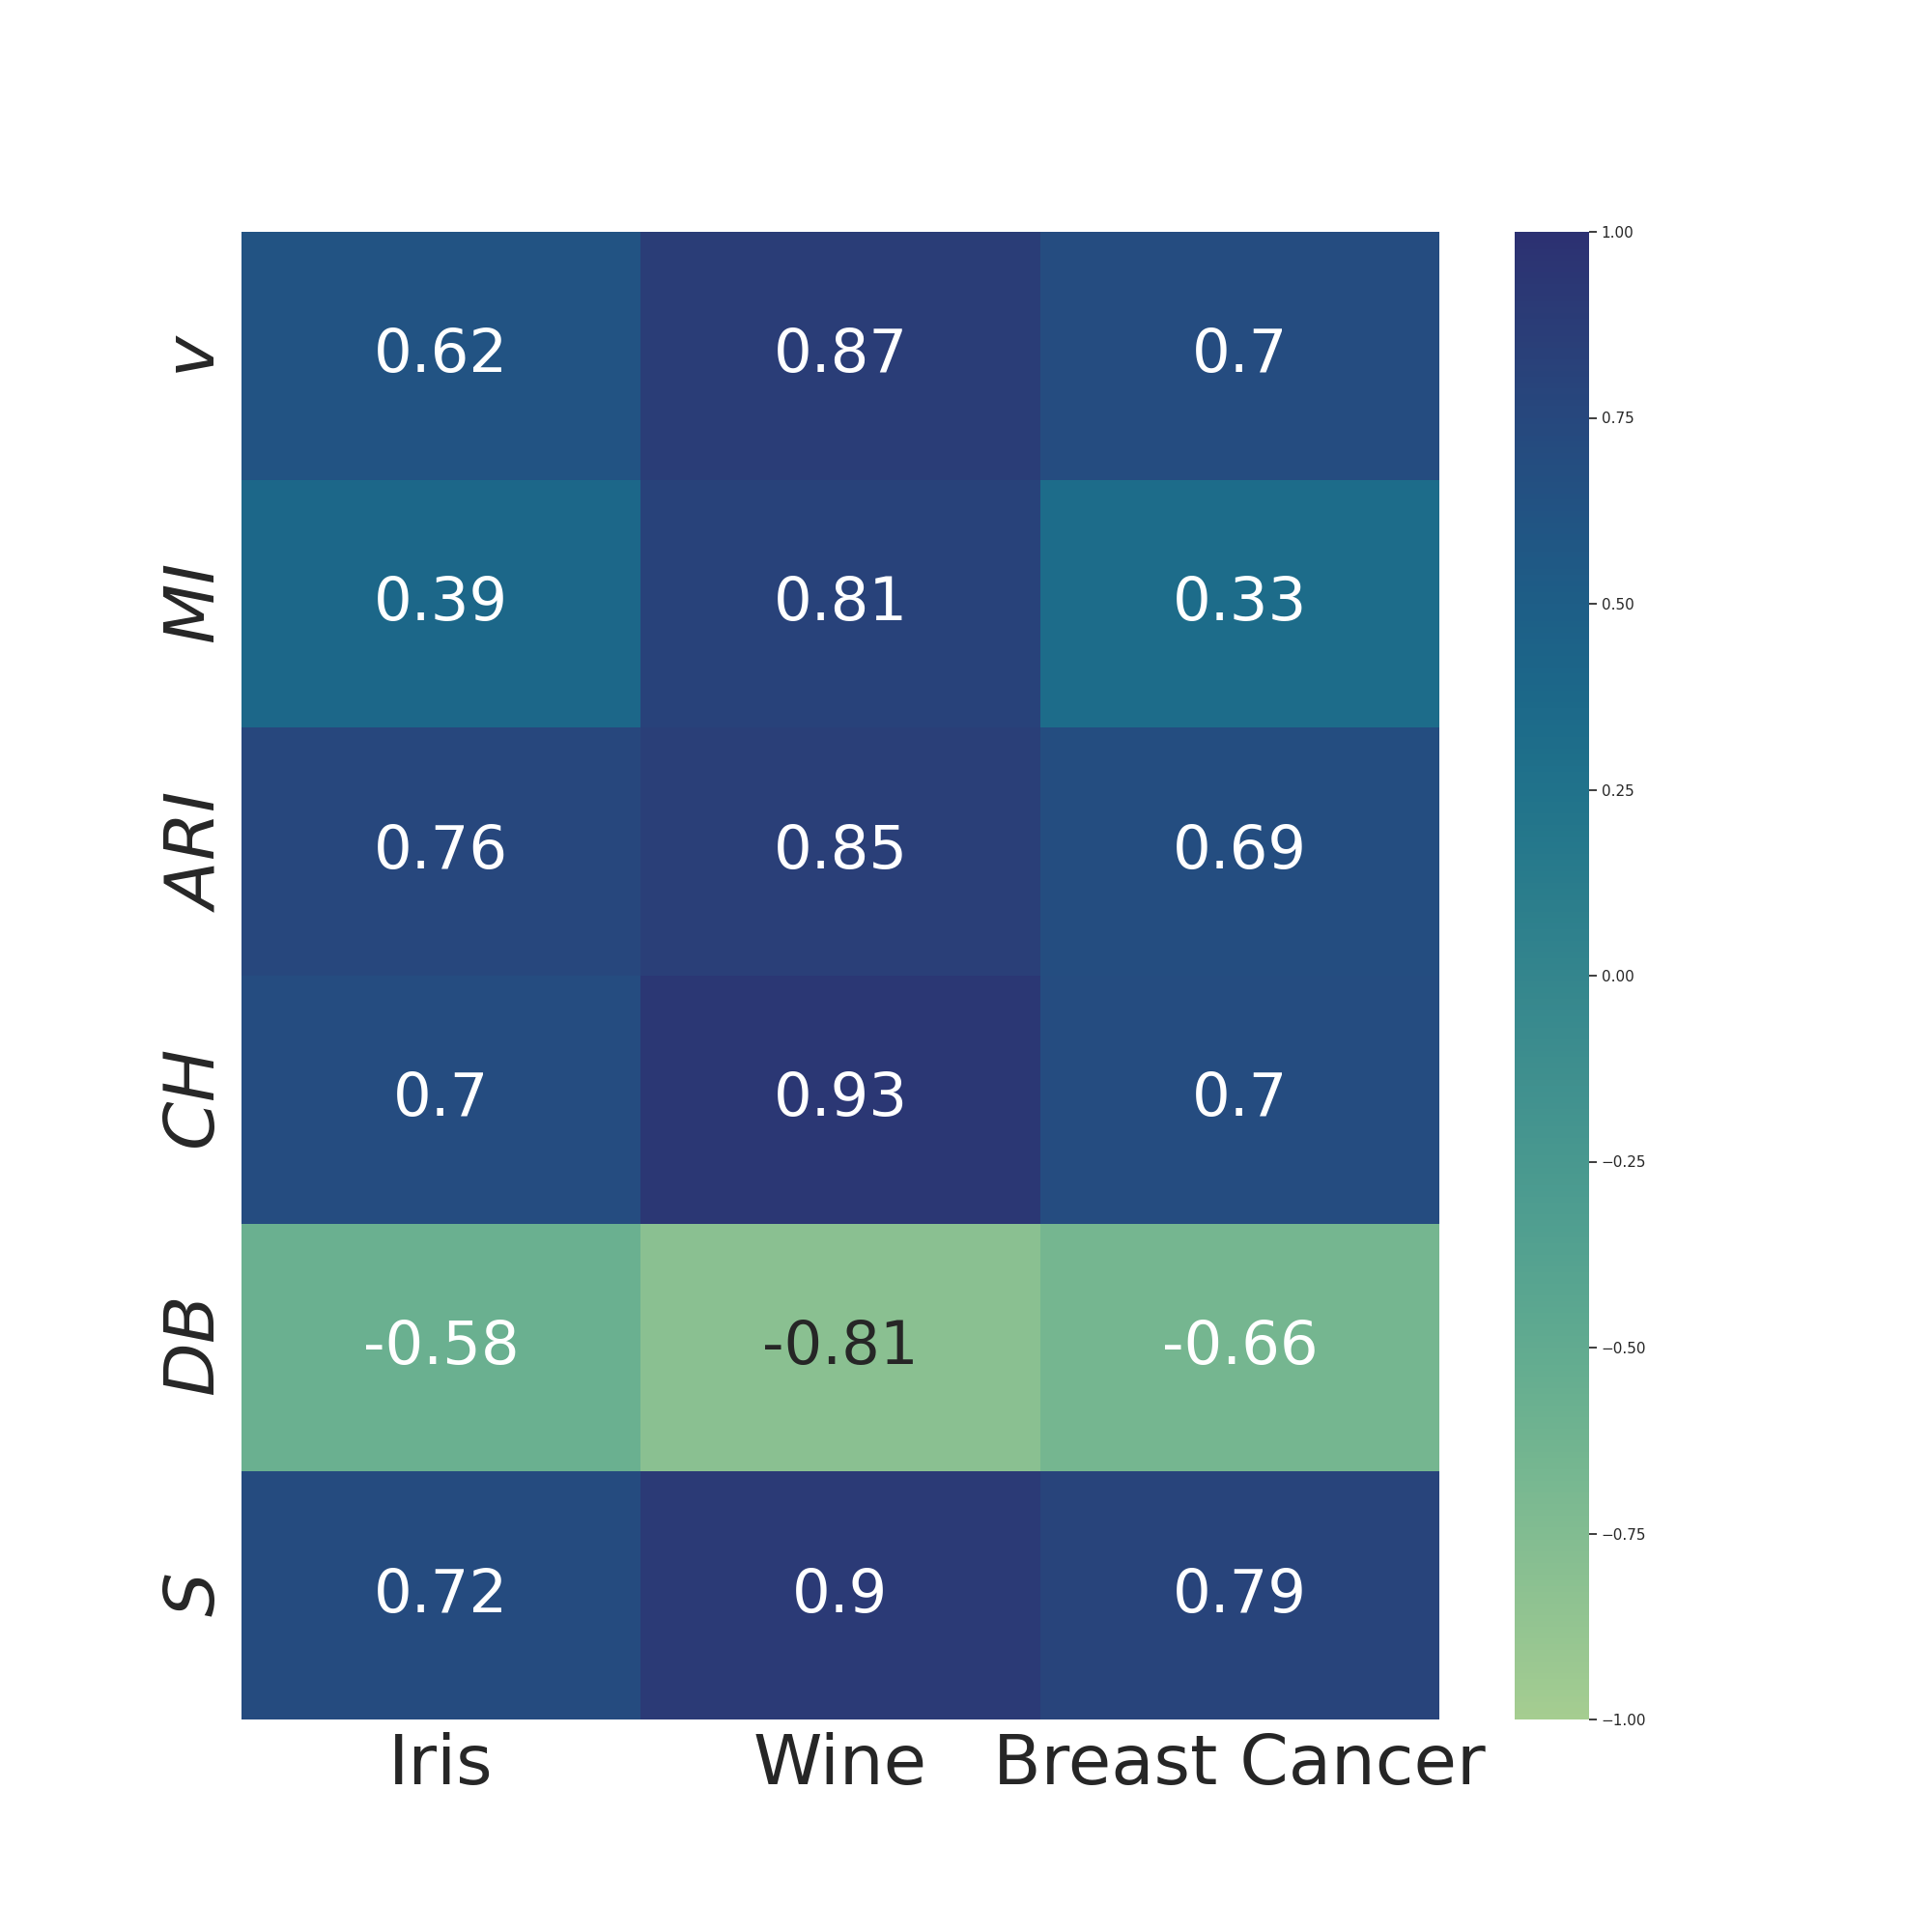 v 0.62 0.87 0.7
MI 0.39 0.81 0.33
ARI 0.76 0.85 0.69
CH 0.7 0.93 0.7
DB -0.58 -0.81 -0.66
S 0.72 0.9 0.79
Iris Wine Breast Cancer
1.00
0.75
0.50
0.25
0.00
−0.25
−0.50
−0.75
−1.00